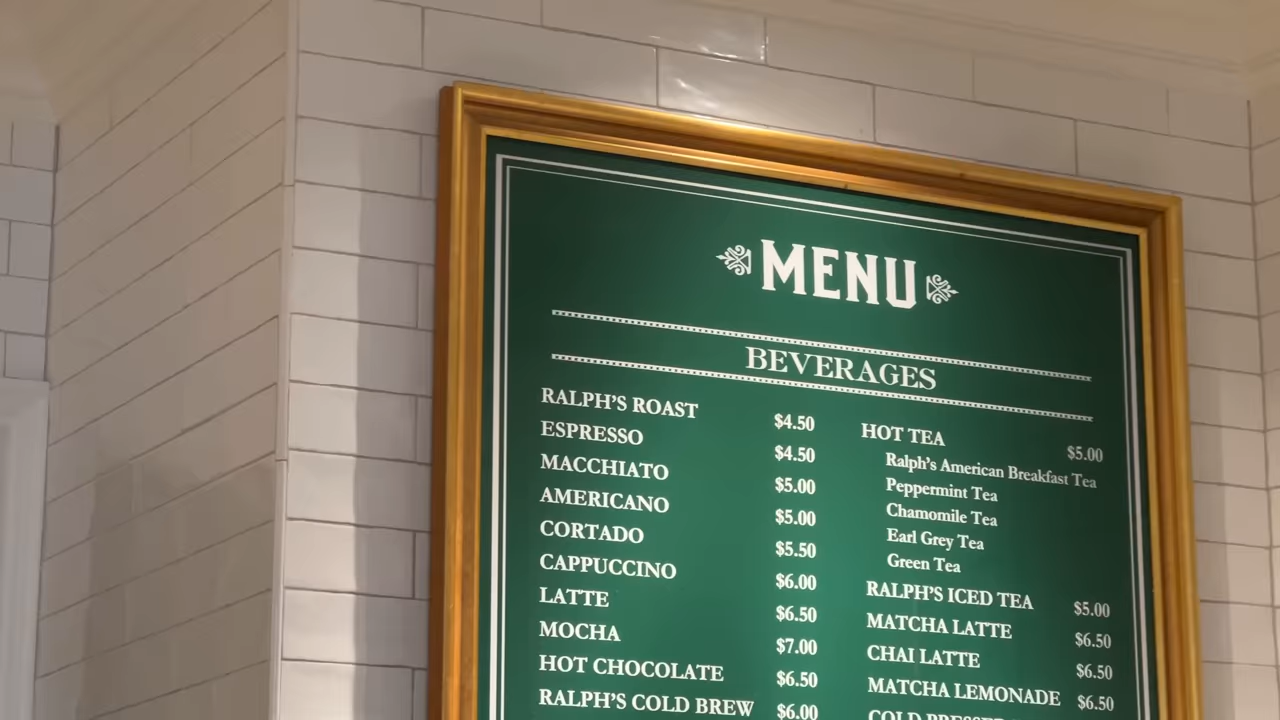 MENU
BEVERAGES
RALPH'S ROAST $4.50
ESPRESSO $4.50
MACCHIATO $5.00
AMERICANO $5.00
CORTADO $5.50
CAPPUCCINO $6.00
LATTE $6.50
MOCHA $7.00
HOT CHOCOLATE $6.50
RALPH'S COLD BREW $6.00
HOT TEA $5.00
Ralph's American Breakfast Tea
Peppermint Tea
Chamomile Tea
Earl Grey Tea
Green Tea
RALPH'S ICED TEA $5.00
MATCHA LATTE $6.50
CHAI LATTE $6.50
MATCHA LEMONADE $6.50